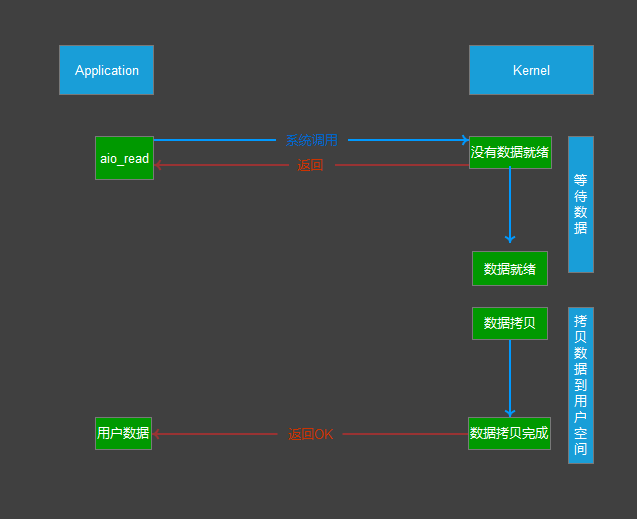 Application
Kernel
aio_read
系统调用
返回
没有数据就绪
等待数据
数据就绪
数据拷贝
拷贝数据到用户空间
用户数据
返回OK
数据拷贝完成